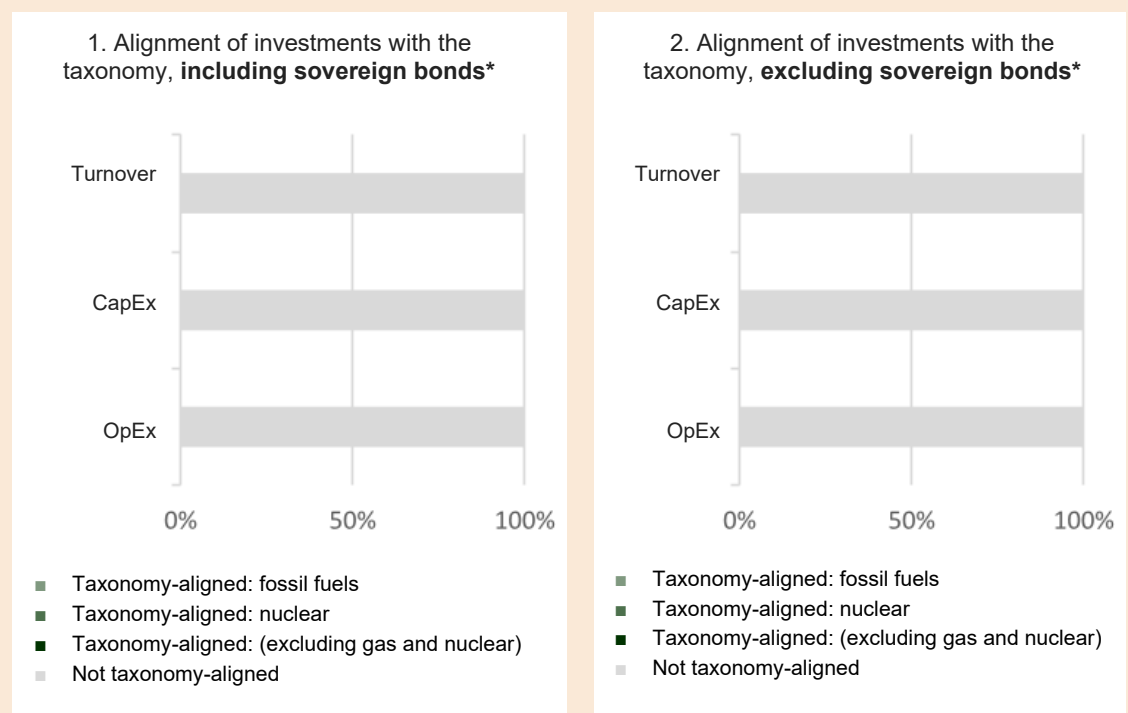 1. Alignment of investments with the
taxonomy, including sovereign bonds*
Turnover
CapEx
OpEx
0% 50% 100%
Taxonomy-aligned: fossil fuels
Taxonomy-aligned: nuclear
Taxonomy-aligned: (excluding gas and nuclear)
Not taxonomy-aligned
2. Alignment of investments with the
taxonomy, excluding sovereign bonds*
Turnover
CapEx
OpEx
0% 50% 100%
Taxonomy-aligned: fossil fuels
Taxonomy-aligned: nuclear
Taxonomy-aligned: (excluding gas and nuclear)
Not taxonomy-aligned